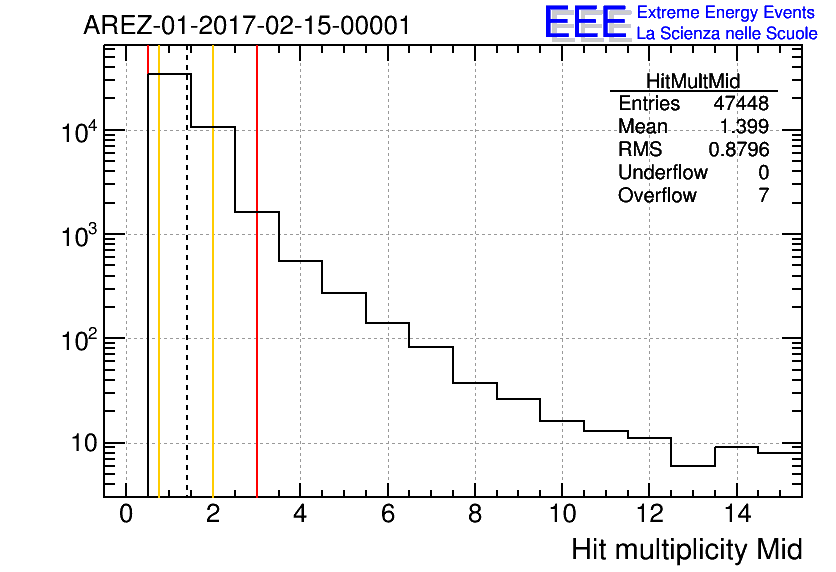 AREZ-01-2017-02-15-00001
EEE Extreme Energy Events
La Scienza nelle Scuole
HitMultMid
Entries 47448
Mean 1.399
RMS 0.8796
Underflow 0
Overflow 7
10^4
10^3
10^2
10
0 2 4 6 8 10 12 14
Hit multiplicity Mid